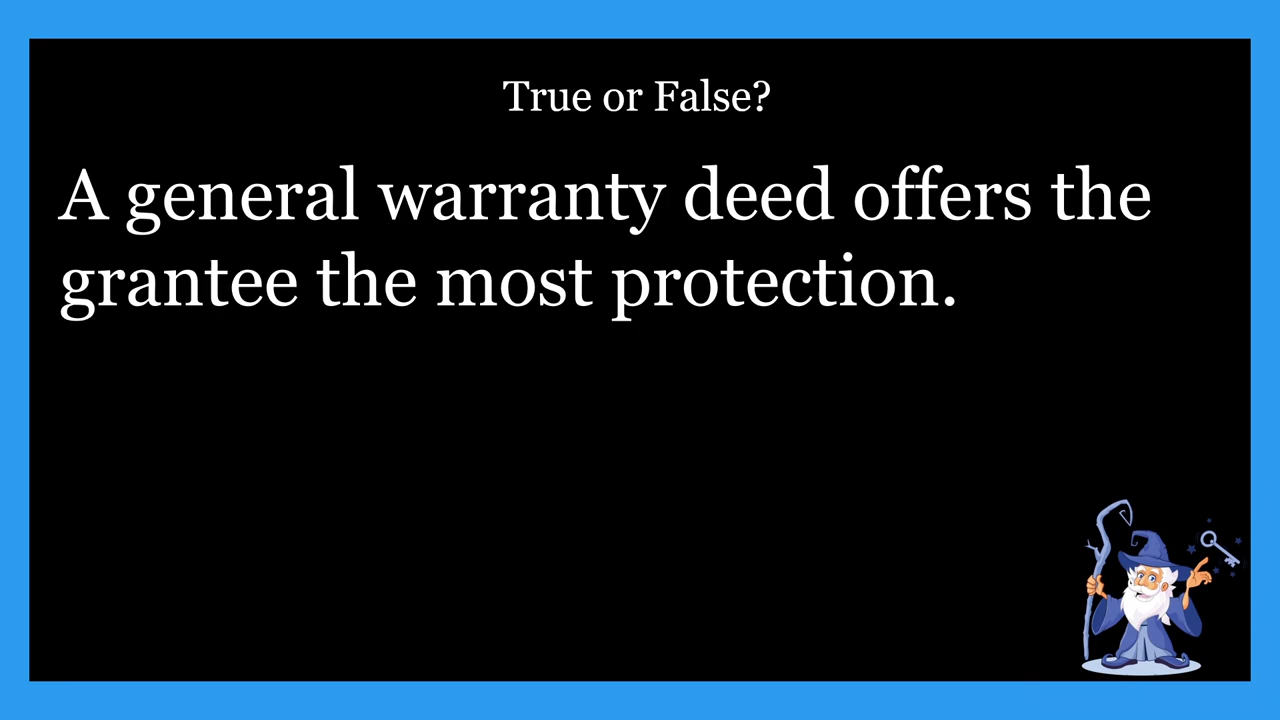 True or False?
A general warranty deed offers the
grantee the most protection.